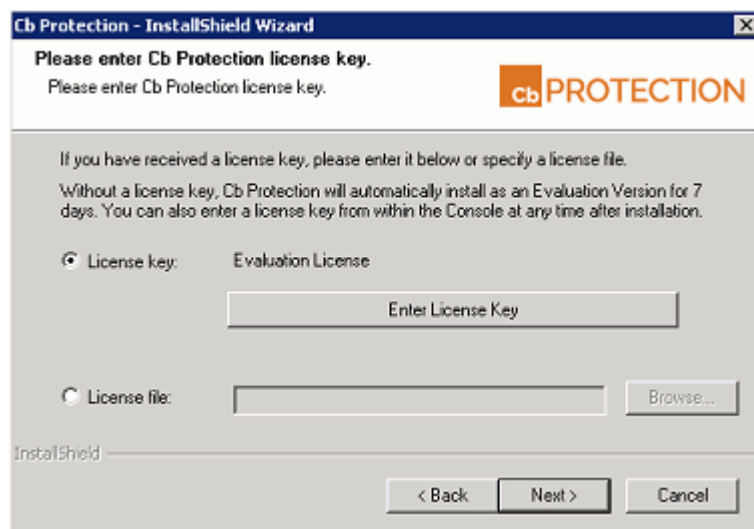 Cb Protection - InstallShield Wizard
Please enter Cb Protection license key.
Please enter Cb Protection license key.
Cb PROTECTION
If you have received a license key, please enter it below or specify a license file.
Without a license key, Cb Protection will automatically install as an Evaluation Version for 7
days. You can also enter a license key from within the Console at any time after installation.
License key: Evaluation License
Enter License Key
License file: Browse...
InstallShield
< Back Next > Cancel